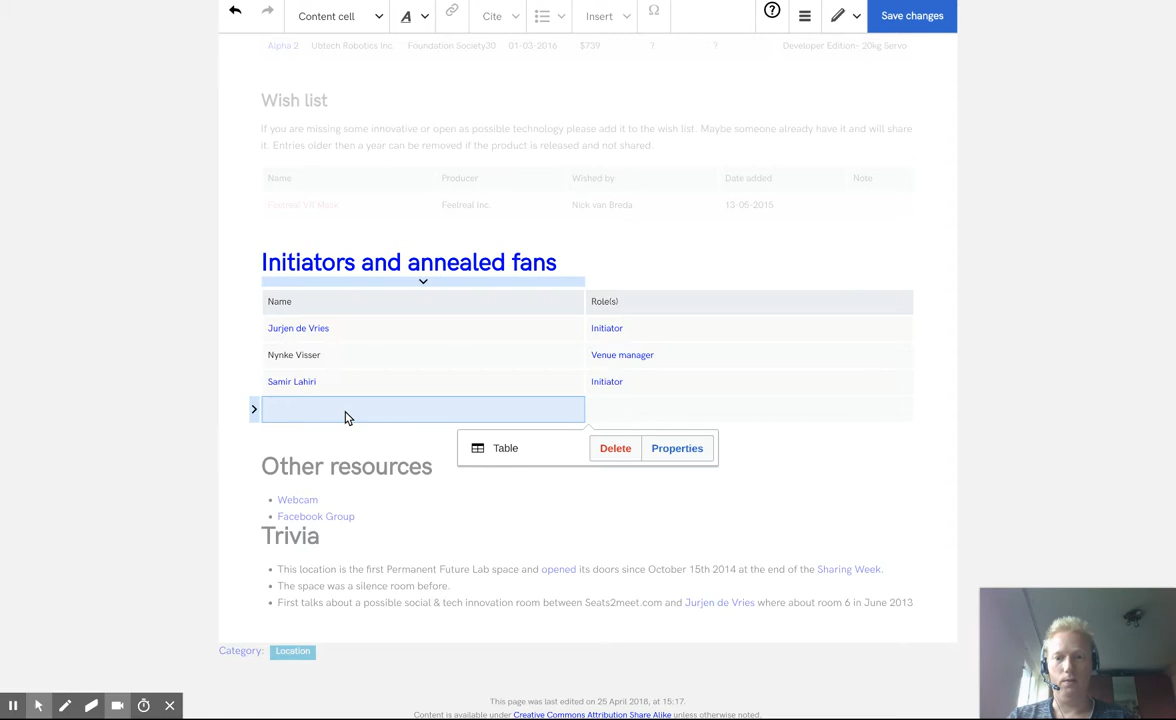 Content cell A Cite Insert Ω Save changes
Alpha 2 Ubtech Robotics Inc. Foundation Society30 01-03-2016 $739 ? ? Developer Edition- 20kg Servo
Wish list
If you are missing some innovative or open as possible technology please add it to the wish list. Maybe someone already have it and will share
it. Entries older then a year can be removed if the product is released and not shared.
Name Producer Wished by Date added Note
Feelreal VR Mask Feelreal Inc. Nick van Breda 13-05-2015
Initiators and annealed fans
Name Role(s)
Jurjen de Vries Initiator
Nynke Visser Venue manager
Samir Lahiri Initiator
Table Delete Properties
Other resources
Webcam
Facebook Group
Trivia
This location is the first Permanent Future Lab space and opened its doors since October 15th 2014 at the end of the Sharing Week.
The space was a silence room before.
First talks about a possible social & tech innovation room between Seats2meet.com and Jurjen de Vries where about room 6 in June 2013
Category: Location
This page was last edited on 25 April 2018, at 15:17.
Content is available under Creative Commons Attribution Share Alike unless otherwise noted.